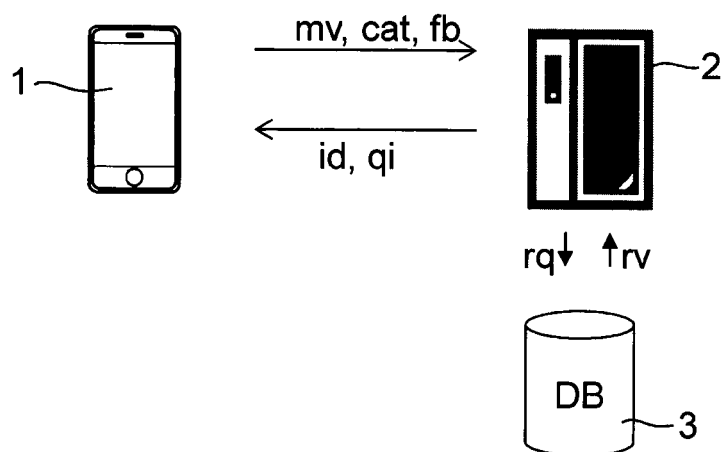 1
mv, cat, fb
2
id, qi
rq rv
DB
3